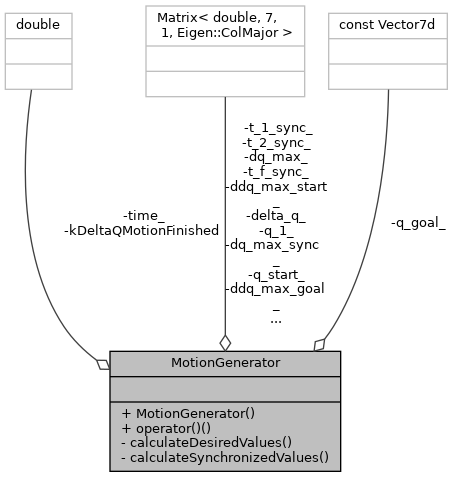 double
Matrix< double, 7,
1, Eigen::ColMajor >
const Vector7d
-time_
-kDeltaQMotionFinished
-t_1_sync_
-t_2_sync_
-dq_max_
-t_f_sync_
-ddq_max_start
_
-delta_q_
-q_1_
-dq_max_sync
_
-q_start_
-ddq_max_goal
_
...
-q_goal_
MotionGenerator
+ MotionGenerator()
+ operator()()
- calculateDesiredValues()
- calculateSynchronizedValues()